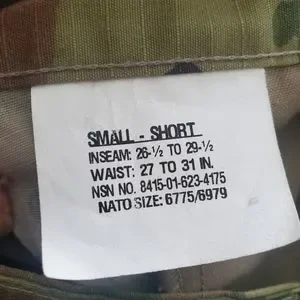 SMALL - SHORT
INSEAM: 26-½ TO 29-½
WAIST: 27 TO 31 IN.
NSN NO. 8415-01-623-4175
NATO SIZE: 6775/6979